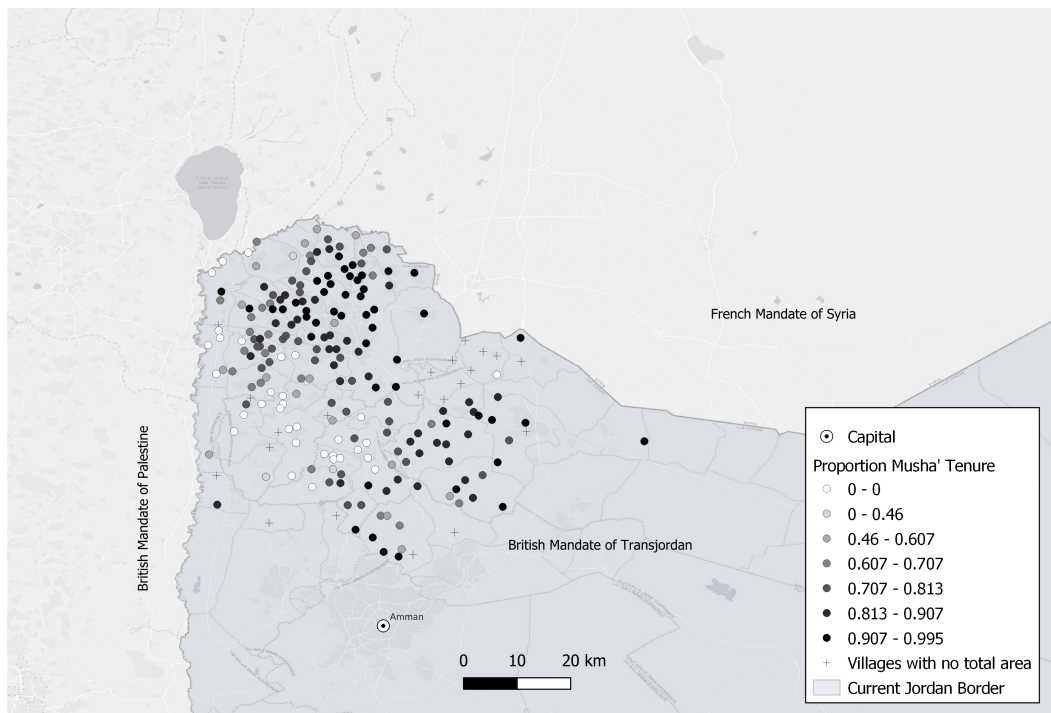 French Mandate of Syria
British Mandate of Palestine
British Mandate of Transjordan
Amman
0 10 20 km
Capital
Proportion Musha' Tenure
0 - 0
0 - 0.46
0.46 - 0.607
0.607 - 0.707
0.707 - 0.813
0.813 - 0.907
0.907 - 0.995
Villages with no total area
Current Jordan Border